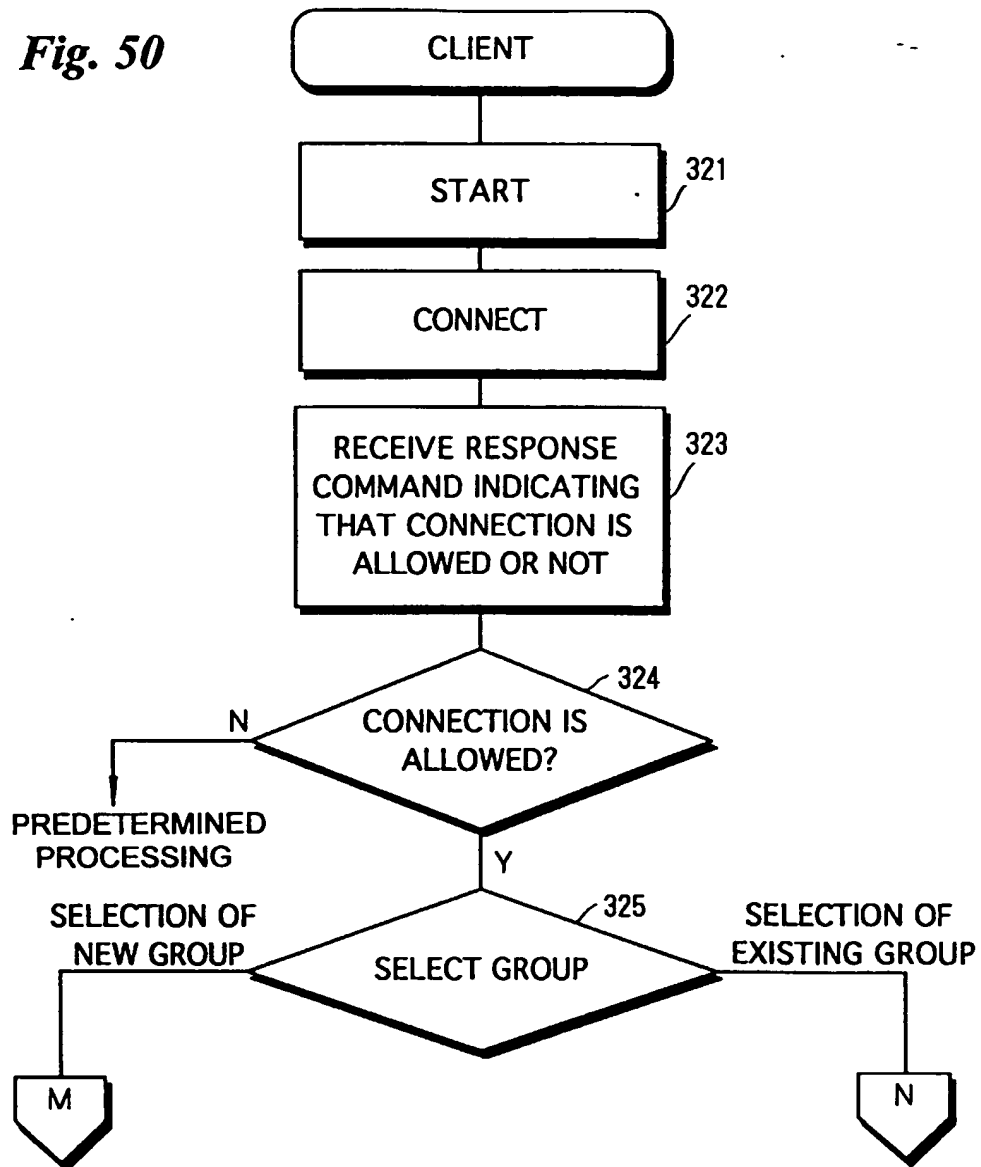 Fig. 50
CLIENT
START
321
CONNECT
322
RECEIVE RESPONSE
COMMAND INDICATING
THAT CONNECTION IS
ALLOWED OR NOT
323
324
CONNECTION IS
ALLOWED?
N
PREDETERMINED
PROCESSING
Y
325
SELECT GROUP
SELECTION OF
NEW GROUP
SELECTION OF
EXISTING GROUP
M
N